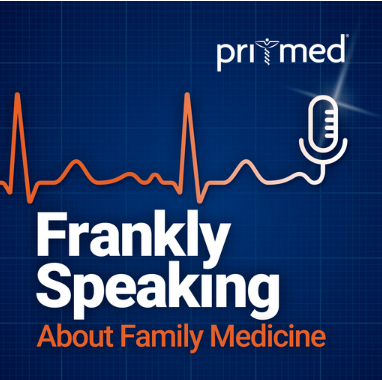 primed
Frankly
Speaking
About Family Medicine